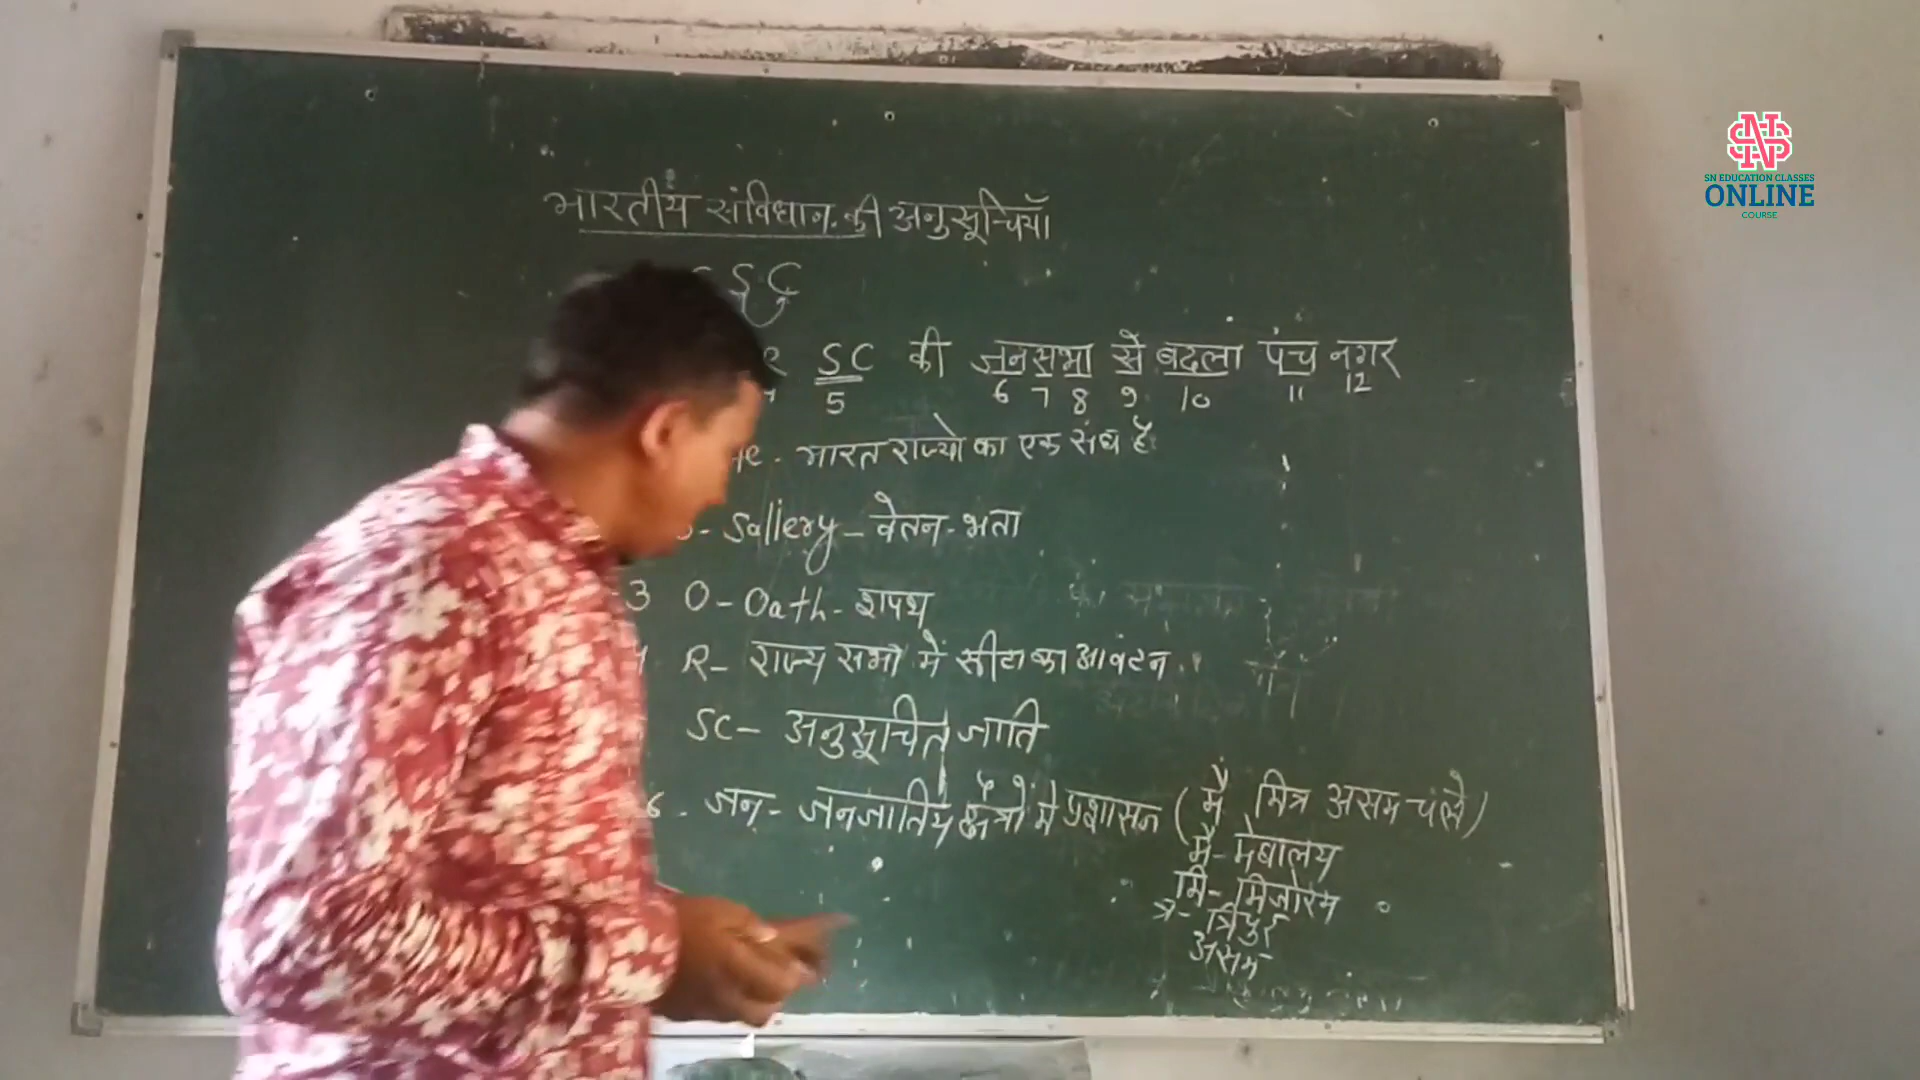 भारतीय संविधान की अनुसूचियाँ
SC
SC की जनसभा से बदला पंच नगर
5 6 7 8 9 10 11 12
भारत राज्यो का एक संघ है
S- Sallery - वेतन - भता
3 O - Oath - शपथ
4 R - राज्य सभा में सीटो का आवंटन
SC - अनुसूचित जाति
6. जन - जनजातिय क्षेत्रों में प्रशासन ( मैं मित्र असम चले )
मै - मेघालय
मि - मिजोरम
त्र - त्रिपुर
असम
SN EDUCATION CLASSES
ONLINE
COURSE